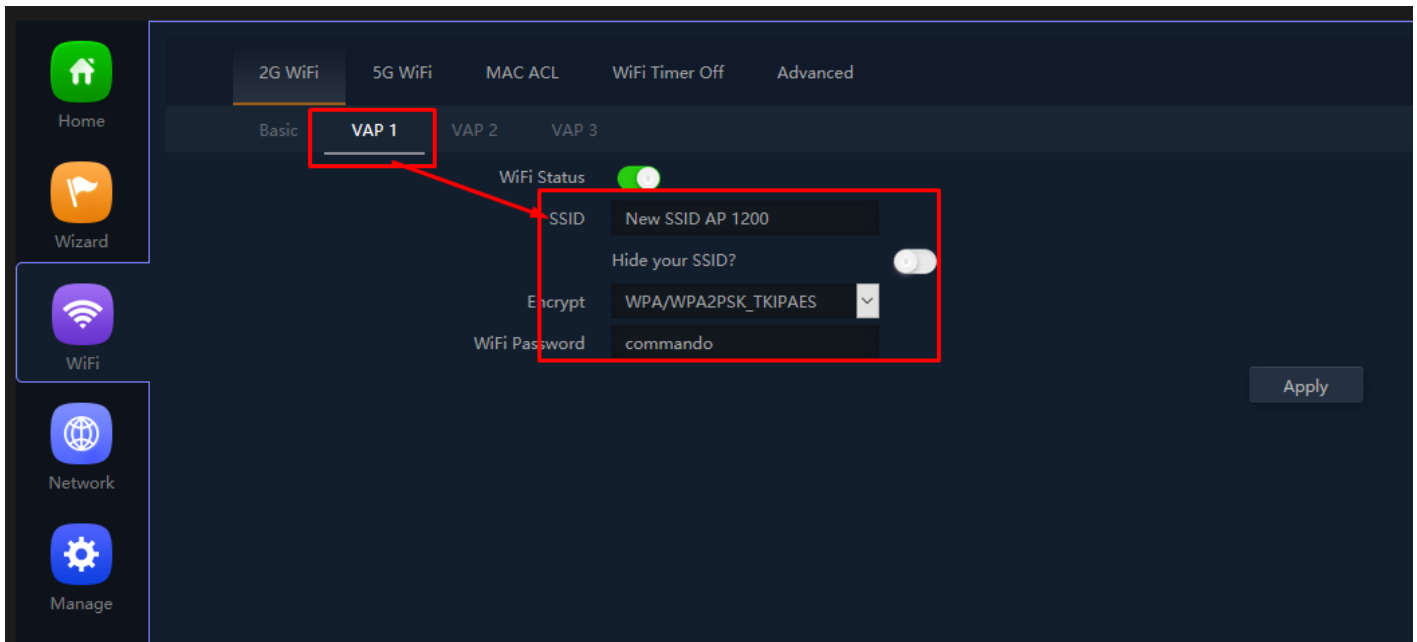 2G WiFi 5G WiFi MAC ACL WiFi Timer Off Advanced
Basic VAP 1 VAP 2 VAP 3
WiFi Status
SSID New SSID AP 1200
Hide your SSID?
Encrypt WPA/WPA2PSK_TKIPAES
WiFi Password commando
Apply
Home
Wizard
WiFi
Network
Manage